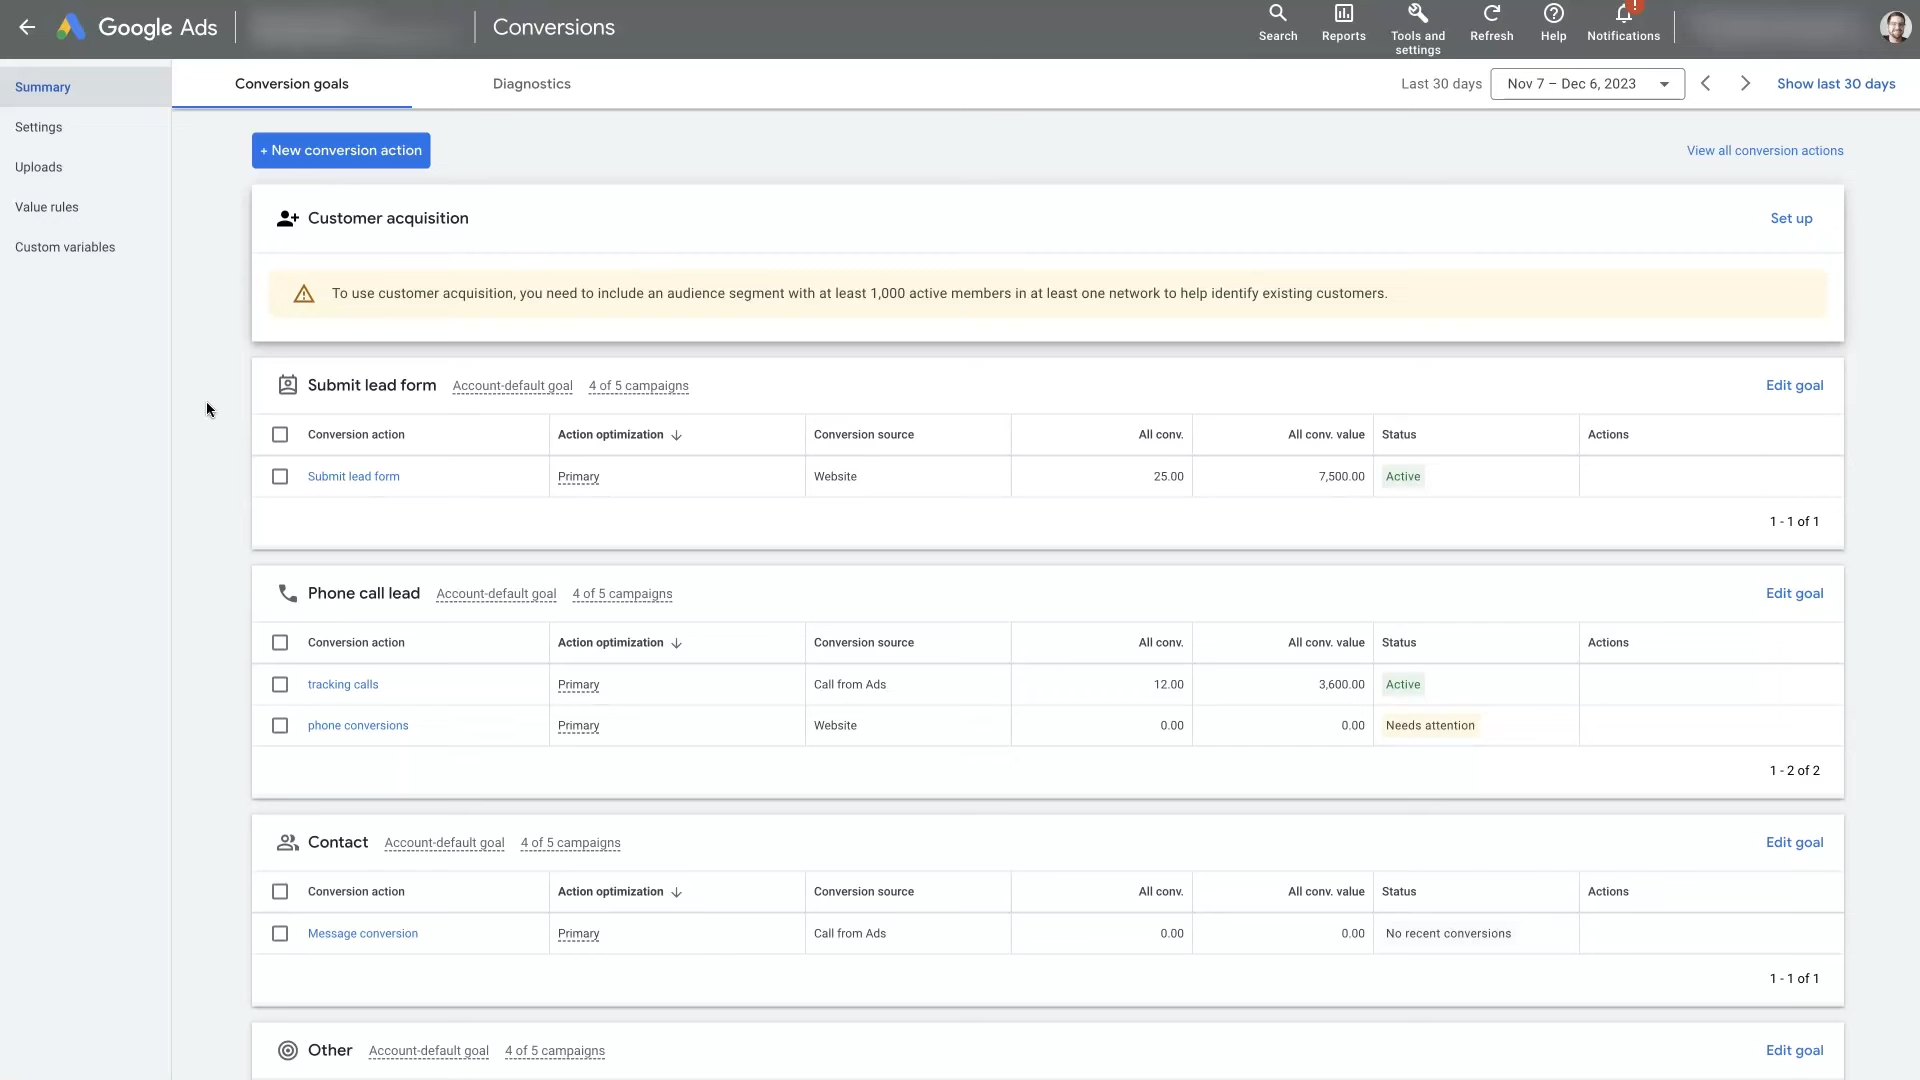 Google Ads
Conversions
Search
Reports
Tools and
settings
Refresh
Help
!
Notifications
Summary
Settings
Uploads
Value rules
Custom variables
Conversion goals
Diagnostics
Last 30 days
Nov 7 – Dec 6, 2023
Show last 30 days
+ New conversion action
View all conversion actions
Customer acquisition
Set up
To use customer acquisition, you need to include an audience segment with at least 1,000 active members in at least one network to help identify existing customers.
Submit lead form Account-default goal 4 of 5 campaigns Edit goal
Conversion action Action optimization Conversion source All conv. All conv. value Status Actions
Submit lead form Primary Website 25.00 7,500.00 Active
1 - 1 of 1
Phone call lead Account-default goal 4 of 5 campaigns Edit goal
Conversion action Action optimization Conversion source All conv. All conv. value Status Actions
tracking calls Primary Call from Ads 12.00 3,600.00 Active
phone conversions Primary Website 0.00 0.00 Needs attention
1 - 2 of 2
Contact Account-default goal 4 of 5 campaigns Edit goal
Conversion action Action optimization Conversion source All conv. All conv. value Status Actions
Message conversion Primary Call from Ads 0.00 0.00 No recent conversions
1 - 1 of 1
Other Account-default goal 4 of 5 campaigns Edit goal